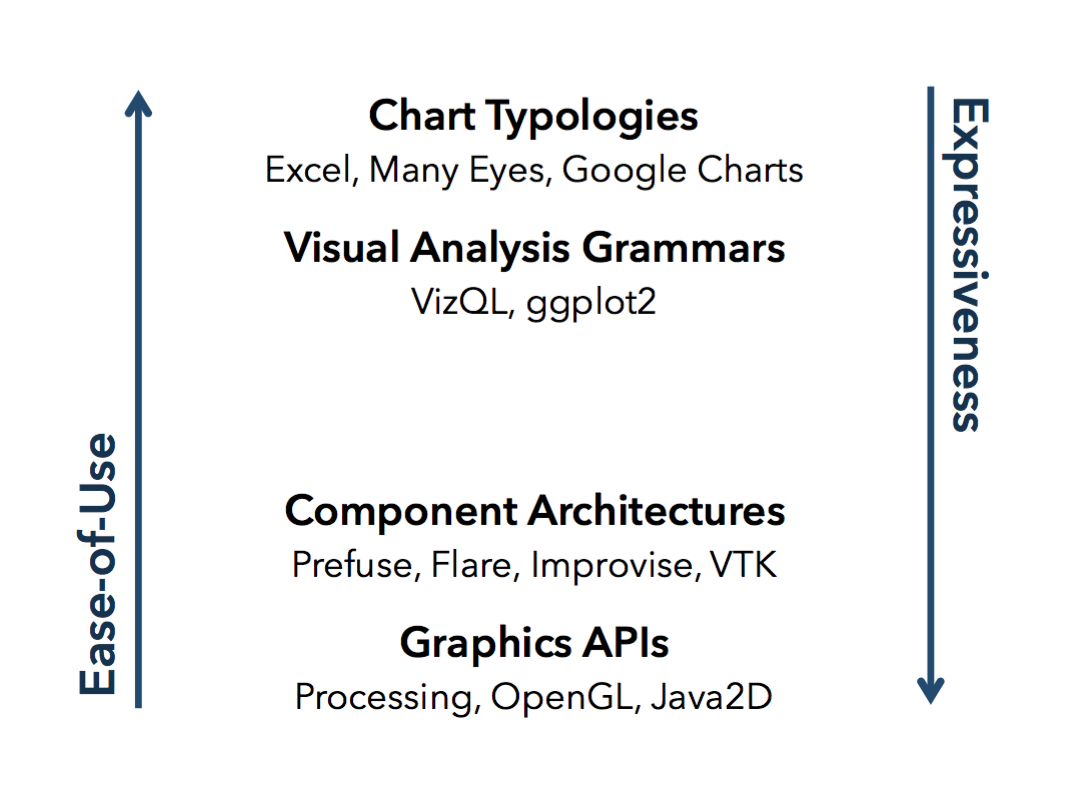 Chart Typologies
Excel, Many Eyes, Google Charts
Visual Analysis Grammars
VizQL, ggplot2
Component Architectures
Prefuse, Flare, Improvise, VTK
Graphics APIs
Processing, OpenGL, Java2D
Ease-of-Use
Expressiveness